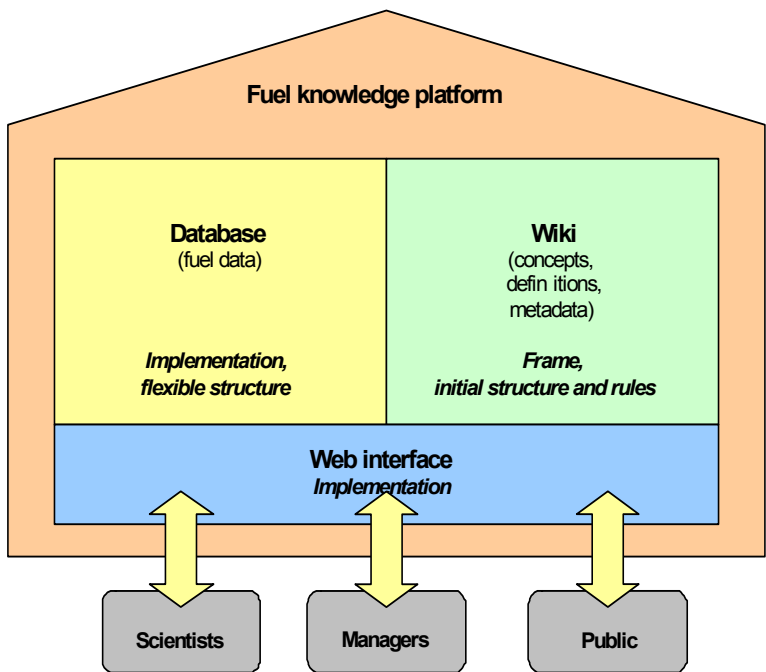 Fuel knowledge platform
Database
(fuel data)
Implementation,
flexible structure
Wiki
(concepts,
defin itions,
metadata)
Frame,
initial structure and rules
Web interface
Implementation
Scientists
Managers
Public